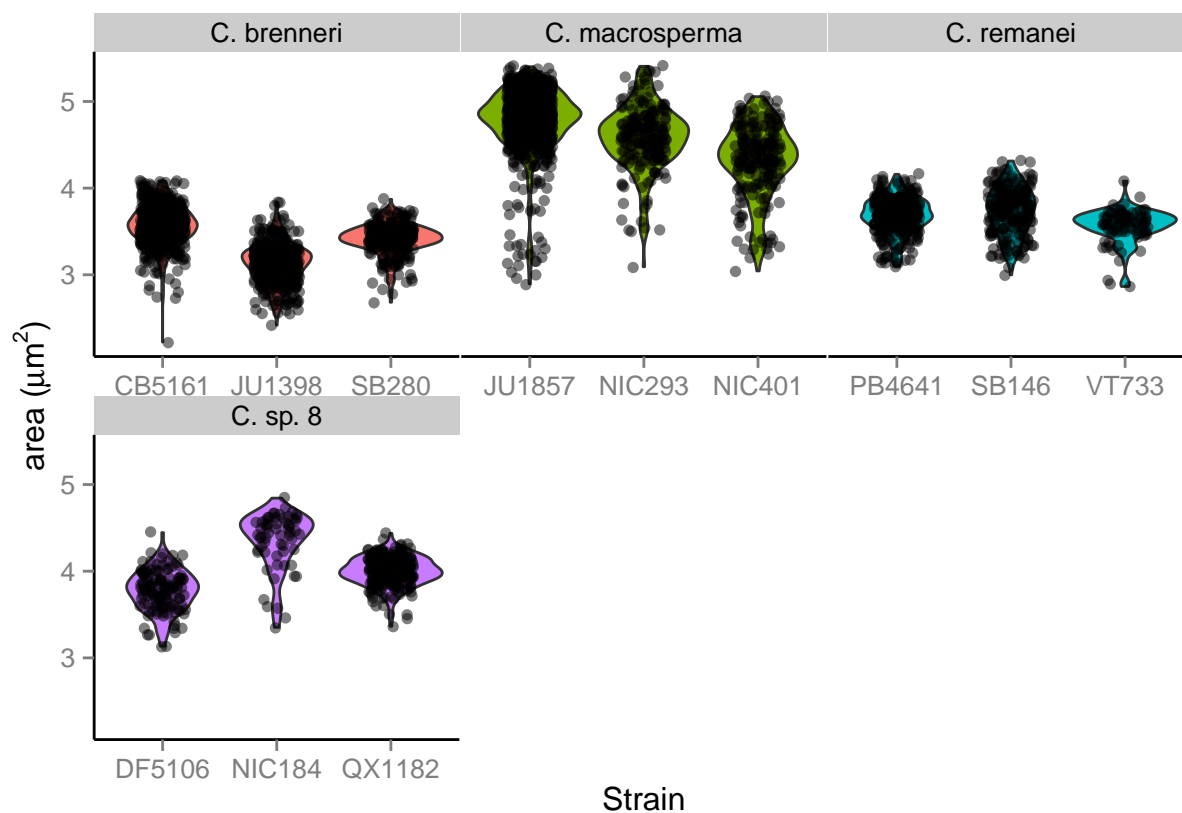 C. brenneri C. macrosperma C. remanei
5
4
3
CB5161 JU1398 SB280 JU1857 NIC293 NIC401 PB4641 SB146 VT733
area (μm²)
C. sp. 8
5
4
3
DF5106 NIC184 QX1182
Strain